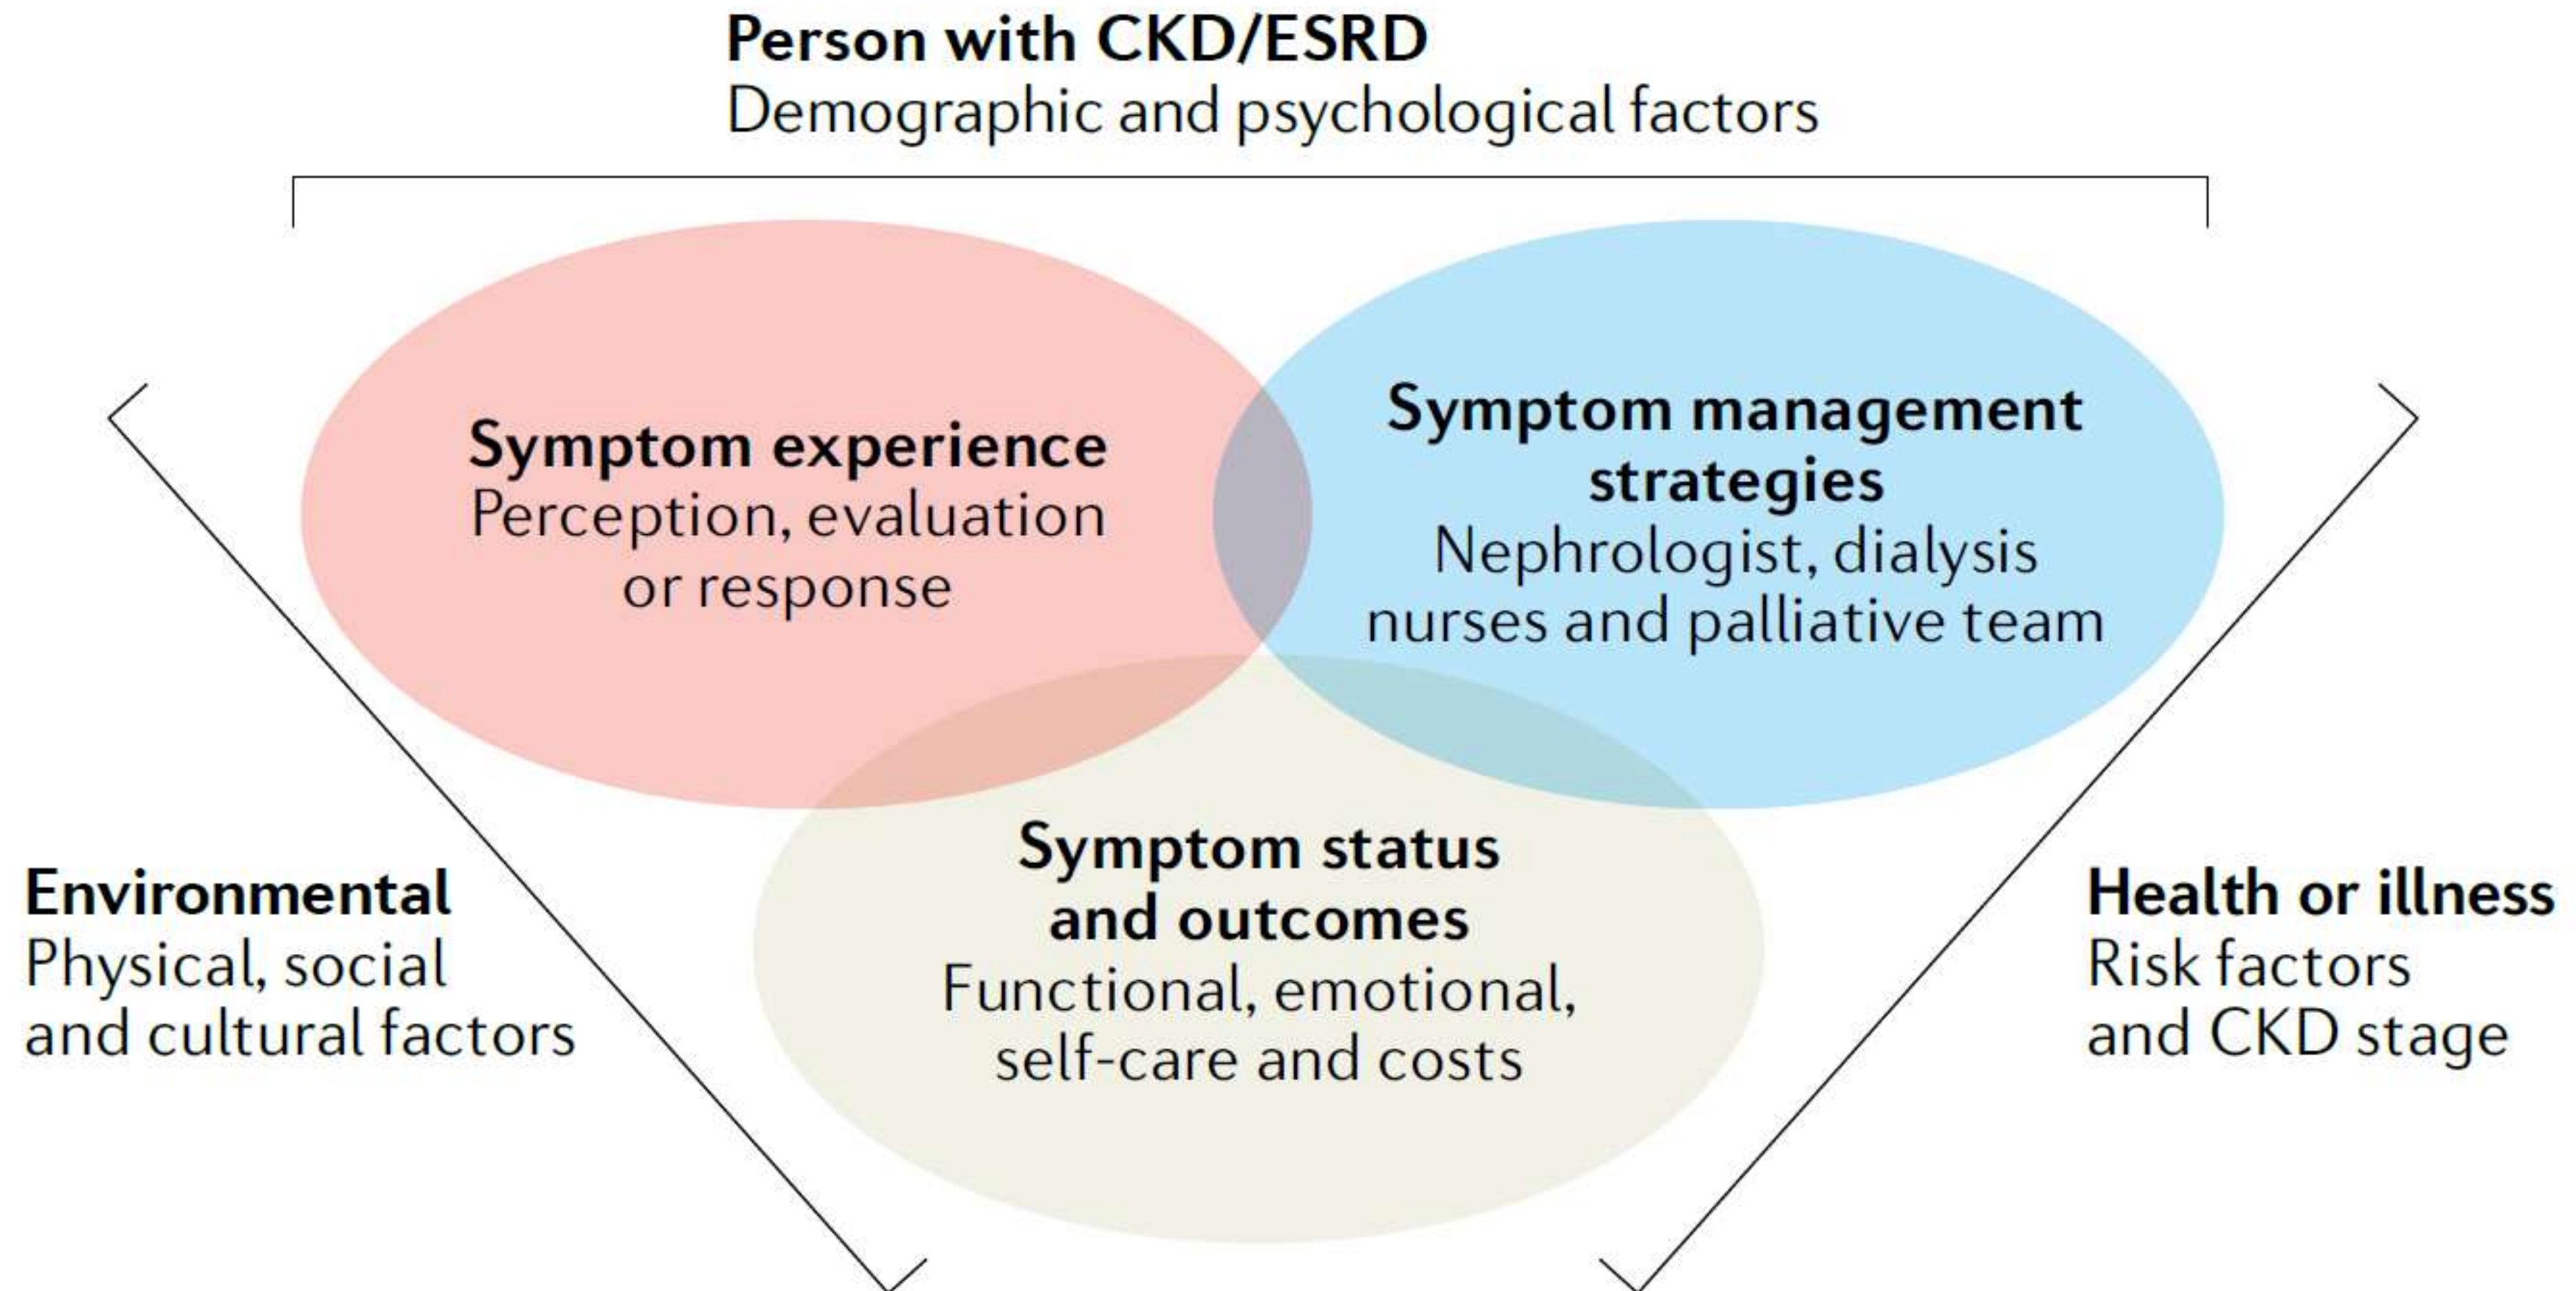 Person with CKD/ESRD
Demographic and psychological factors
Symptom experience
Perception, evaluation
or response
Symptom management
strategies
Nephrologist, dialysis
nurses and palliative team
Symptom status
and outcomes
Functional, emotional,
self-care and costs
Environmental
Physical, social
and cultural factors
Health or illness
Risk factors
and CKD stage